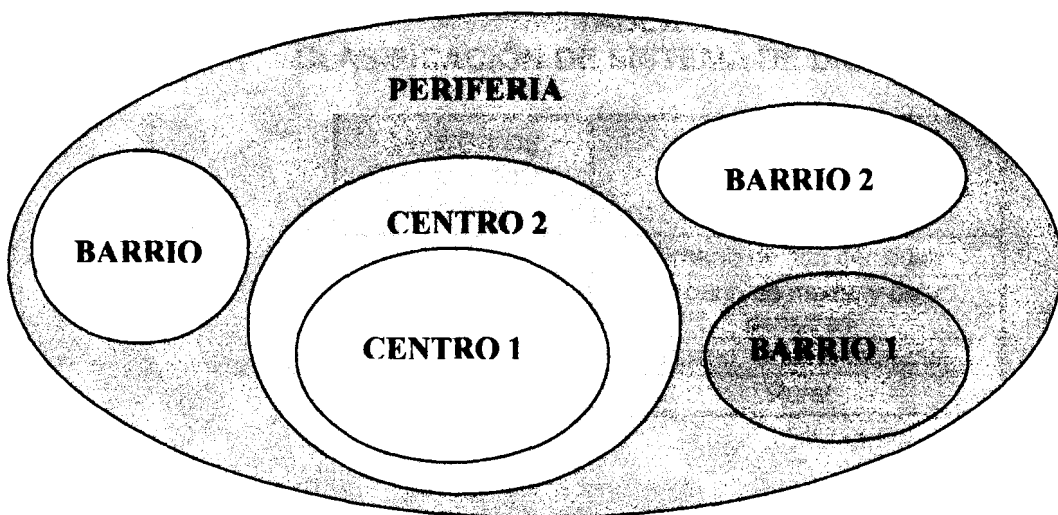 PERIFERIA
BARRIO 2
CENTRO 2
BARRIO
CENTRO 1
BARRIO 1